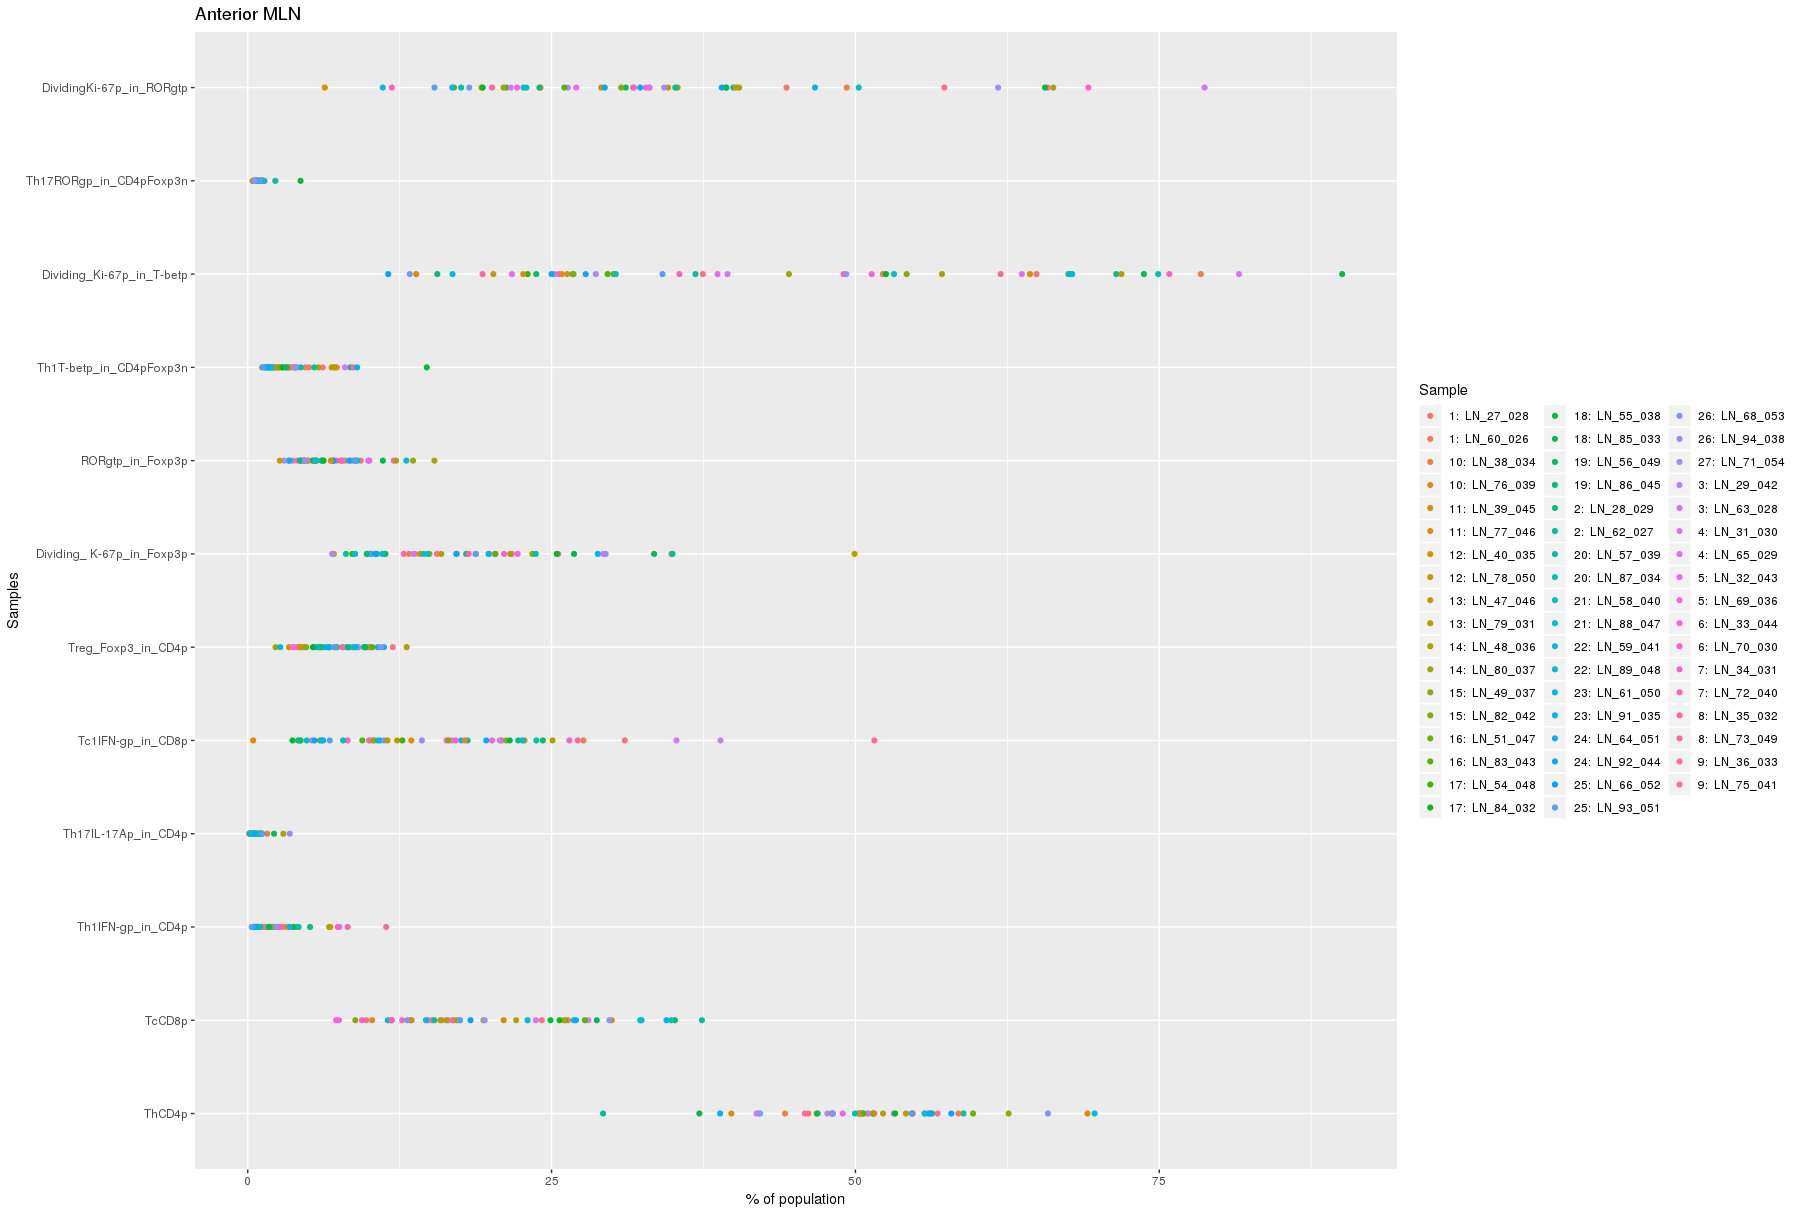 Anterior MLN
DividingKi-67p_in_RORgtp
Th17RORgp_in_CD4pFoxp3n
Dividing_Ki-67p_in_T-betp
Th1T-betp_in_CD4pFoxp3n
RORgtp_in_Foxp3p
Dividing_ K-67p_in_Foxp3p
Treg_Foxp3_in_CD4p
Tc1IFN-gp_in_CD8p
Th17IL-17Ap_in_CD4p
Th1IFN-gp_in_CD4p
TcCD8p
ThCD4p
Samples
0 25 50 75
% of population
Sample
1: LN_27_028
1: LN_60_026
10: LN_38_034
10: LN_76_039
11: LN_39_045
11: LN_77_046
12: LN_40_035
12: LN_78_050
13: LN_47_046
13: LN_79_031
14: LN_48_036
14: LN_80_037
15: LN_49_037
15: LN_82_042
16: LN_51_047
16: LN_83_043
17: LN_54_048
17: LN_84_032
18: LN_55_038
18: LN_85_033
19: LN_56_049
19: LN_86_045
2: LN_28_029
2: LN_62_027
20: LN_57_039
20: LN_87_034
21: LN_58_040
21: LN_88_047
22: LN_59_041
22: LN_89_048
23: LN_61_050
23: LN_91_035
24: LN_64_051
24: LN_92_044
25: LN_66_052
25: LN_93_051
26: LN_68_053
26: LN_94_038
27: LN_71_054
3: LN_29_042
3: LN_63_028
4: LN_31_030
4: LN_65_029
5: LN_32_043
5: LN_69_036
6: LN_33_044
6: LN_70_030
7: LN_34_031
7: LN_72_040
8: LN_35_032
8: LN_73_049
9: LN_36_033
9: LN_75_041